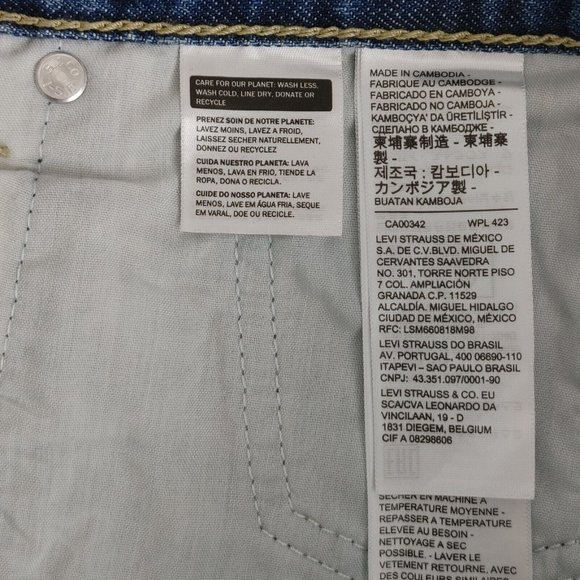 CARE FOR OUR PLANET: WASH LESS,
WASH COLD, LINE DRY, DONATE OR
RECYCLE
PRENEZ SOIN DE NOTRE PLANETE:
LAVEZ MOINS, LAVEZ A FROID,
LAISSEZ SECHER NATURELLEMENT,
DONNEZ OU RECYCLEZ
CUIDA NUESTRO PLANETA: LAVA
MENOS, LAVA EN FRIO, TIENDE LA
ROPA, DONA O RECICLA.
CUIDE DO NOSSO PLANETA: LAVE
MENOS, LAVE EM ÁGUA FRIA, SEQUE
EM VARAL, DOE OU RECICLE.
MADE IN CAMBODIA -
FABRIQUE AU CAMBODGE -
FABRICADO EN CAMBOYA -
FABRICADO NO CAMBOJA -
KAMBOÇYA' DA ÜRETİLİŞTİR -
СДЕЛАНО В КАМБОДЖЕ -
柬埔寨制造 - 柬埔寨
製 -
제조국 : 캄보디아 -
カンボジア製 -
BUATAN KAMBOJA
CA00342 WPL 423
LEVI STRAUSS DE MÉXICO
S.A. DE C.V.BLVD. MIGUEL DE
CERVANTES SAAVEDRA
NO. 301, TORRE NORTE PISO
7 COL. AMPLIACIÓN
GRANADA C.P. 11529
ALCALDÍA. MIGUEL HIDALGO
CIUDAD DE MÉXICO, MÉXICO
RFC: LSM660818M98
LEVI STRAUSS DO BRASIL
AV. PORTUGAL, 400 06690-110
ITAPEVI – SAO PAULO BRASIL
CNPJ: 43.351.097/0001-90
LEVI STRAUSS & CO. EU
SCA/CVA LEONARDO DA
VINCILAAN, 19 - D
1831 DIEGEM, BELGIUM
CIF A 08298606
SECHER EN MACHINE A
TEMPERATURE MOYENNE -
REPASSER A TEMPERATURE
ELEVEE AU BESOIN -
NETTOYAGE A SEC
POSSIBLE. - LAVER LE
VETEMENT RETOURNE, AVEC
DES COULEURS SIMILAIRES